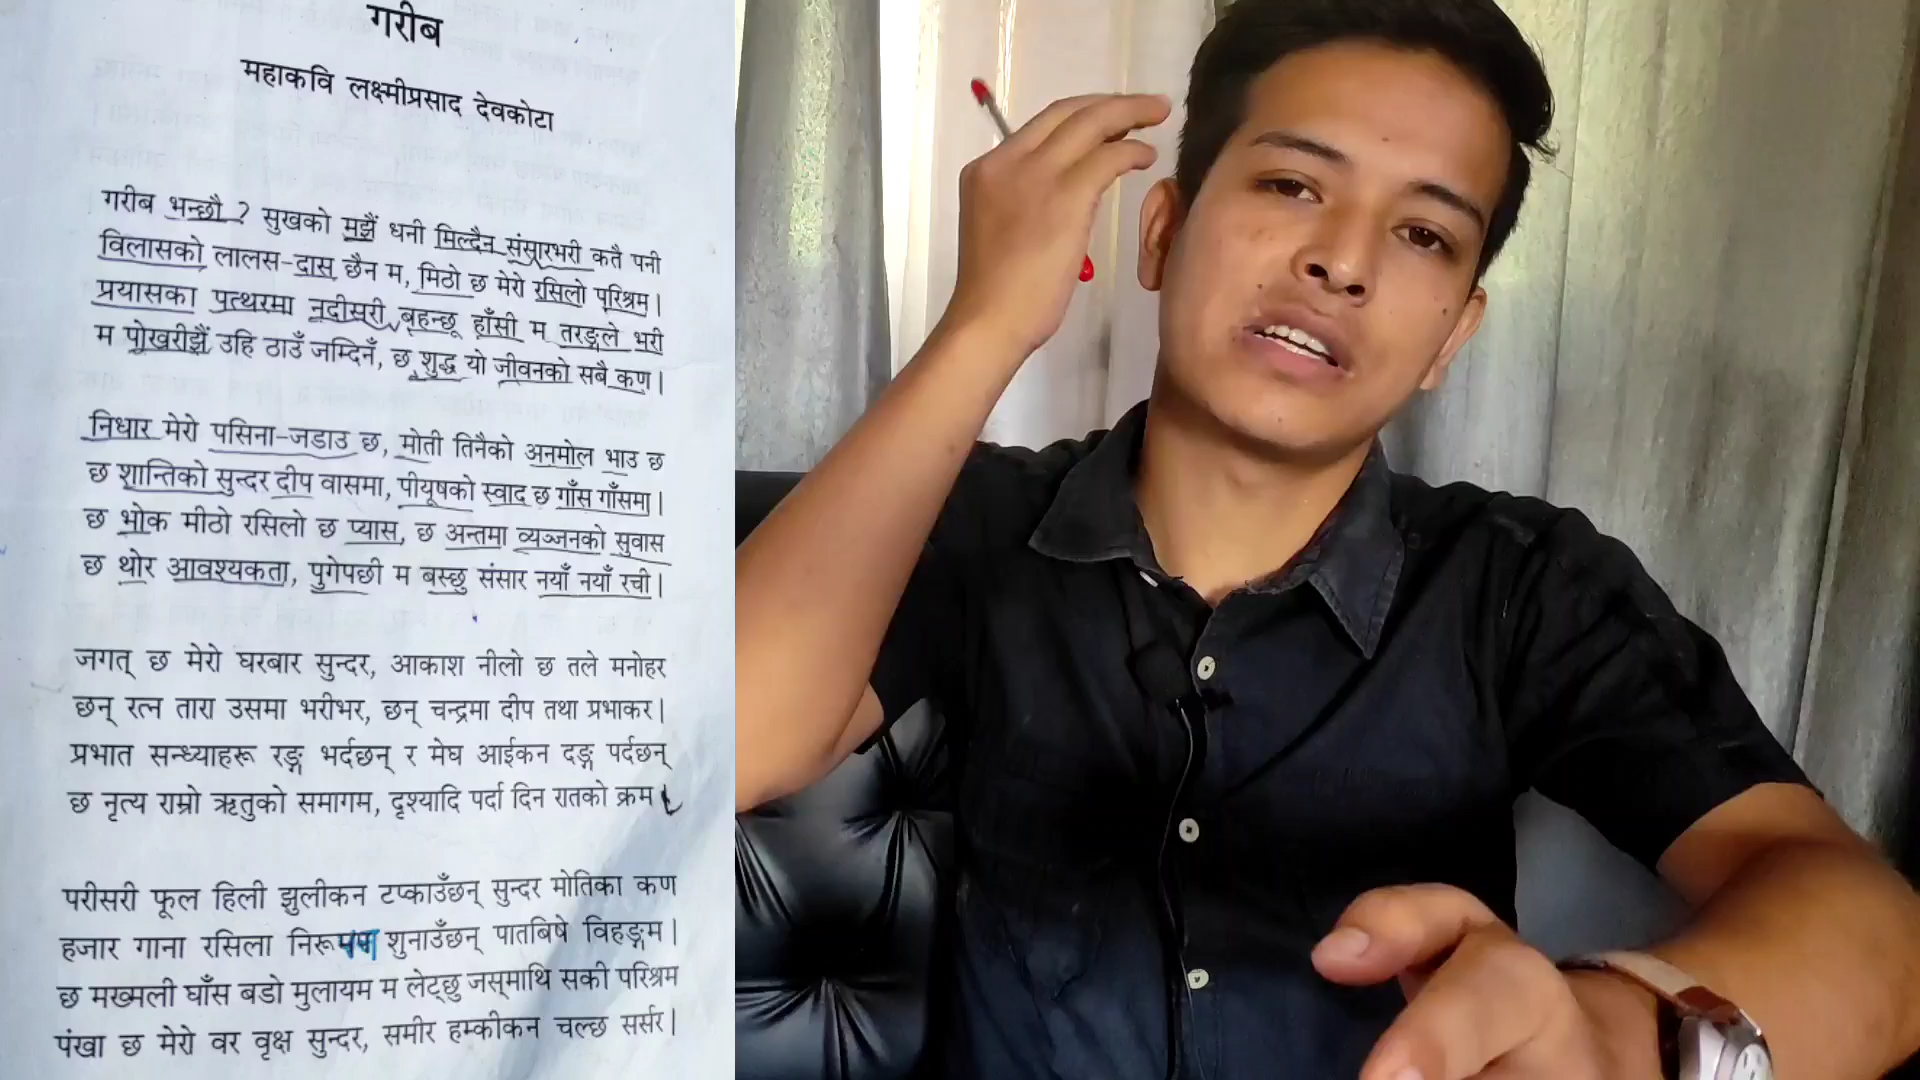 गरीब
महाकवि लक्ष्मीप्रसाद देवकोटा
गरीब भन्छौ ? सुखको मझैं धनी मिल्दैन संसारभरी कतै पनी
विलासको लालस-दास छैन म, मिठो छ मेरो रसिलो परिश्रम।
प्रयासका पत्थरमा नदीसरी बहन्छू हाँसी म तरङ्गले भरी
म पोखरीझैं उहि ठाउँ जम्दिनँ, छ शुद्ध यो जीवनको सबै कण।
निधार मेरो पसिना-जडाउ छ, मोती तिनैको अनमोल भाउ छ
छ शान्तिको सुन्दर दीप वासमा, पीयूषको स्वाद छ गाँस गाँसमा।
छ भोक मीठो रसिलो छ प्यास, छ अन्तमा व्यञ्जनको सुवास
छ थोर आवश्यकता, पुगेपछी म बस्छु संसार नयाँ नयाँ रची।
जगत् छ मेरो घरबार सुन्दर, आकाश नीलो छ तले मनोहर
छन् रत्न तारा उसमा भरीभर, छन् चन्द्रमा दीप तथा प्रभाकर।
प्रभात सन्ध्याहरू रङ्ग भर्दछन् र मेघ आईकन दङ्ग पर्दछन्
छ नृत्य राम्रो ऋतुको समागम, दृश्यादि पर्दा दिन रातको क्रम
परीसरी फूल हिली झुलीकन टप्काउँछन् सुन्दर मोतिका कण
हजार गाना रसिला निरूपम शुनाउँछन् पातबिषे विहङ्गम।
छ मख्मली घाँस बडो मुलायम म लेट्छु जस्माथि सकी परिश्रम
पंखा छ मेरो वर वृक्ष सुन्दर, समीर हम्कीकन चल्छ सर्सर।